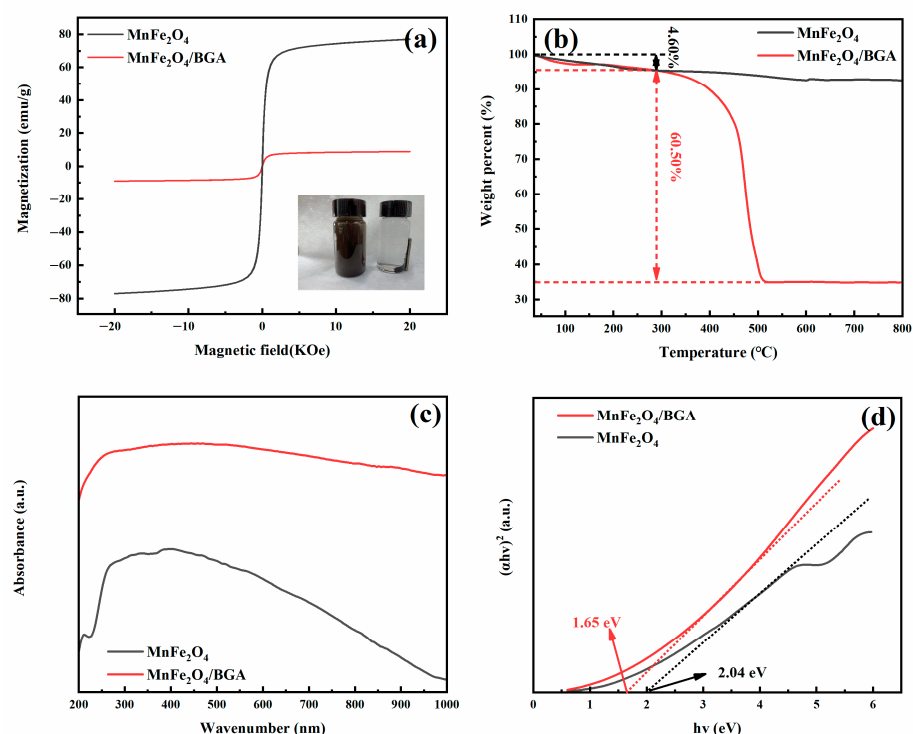 (a)
MnFe₂O₄
MnFe₂O₄/BGA
80
60
40
20
0
−20
−40
−60
−80
−20
−10
0
10
20
Magnetization (emu/g)
Magnetic field(KOe)
(b)
MnFe₂O₄
MnFe₂O₄/BGA
4.60%
60.50%
110
100
90
80
70
60
50
40
30
100
200
300
400
500
600
700
800
Weight percent (%)
Temperature (℃)
(c)
MnFe₂O₄
MnFe₂O₄/BGA
200
300
400
500
600
700
800
900
1000
Absorbance (a.u.)
Wavenumber (nm)
(d)
MnFe₂O₄/BGA
MnFe₂O₄
1.65 eV
2.04 eV
0
1
2
3
4
5
6
(αhv)² (a.u.)
hv (eV)